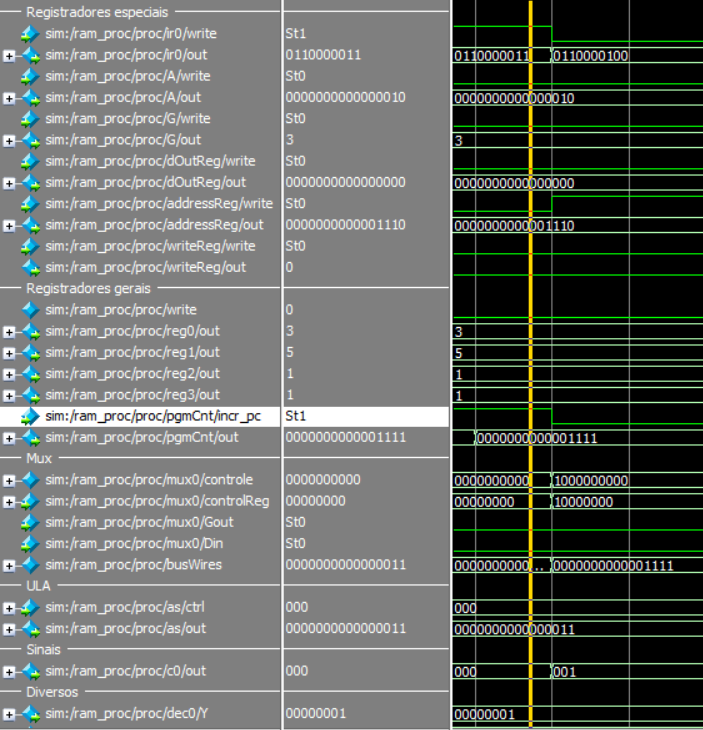 Registradores especiais
sim:/ram_proc/proc/ir0/write St1
sim:/ram_proc/proc/ir0/out 0110000011 0110000011 0110000100
sim:/ram_proc/proc/A/write St0
sim:/ram_proc/proc/A/out 0000000000000010 0000000000000010
sim:/ram_proc/proc/G/write St0
sim:/ram_proc/proc/G/out 3 3
sim:/ram_proc/proc/dOutReg/write St0
sim:/ram_proc/proc/dOutReg/out 0000000000000000 0000000000000000
sim:/ram_proc/proc/addressReg/write St0
sim:/ram_proc/proc/addressReg/out 0000000000001110 0000000000001110
sim:/ram_proc/proc/writeReg/write St0
sim:/ram_proc/proc/writeReg/out 0
Registradores gerais
sim:/ram_proc/proc/write 0
sim:/ram_proc/proc/reg0/out 3 3
sim:/ram_proc/proc/reg1/out 5 5
sim:/ram_proc/proc/reg2/out 1 1
sim:/ram_proc/proc/reg3/out 1 1
sim:/ram_proc/proc/pgmCnt/incr_pc St1
sim:/ram_proc/proc/pgmCnt/out 0000000000001111 0000000000001111
Mux
sim:/ram_proc/proc/mux0/controle 0000000000 0000000000 1000000000
sim:/ram_proc/proc/mux0/controlReg 00000000 00000000 10000000
sim:/ram_proc/proc/mux0/Gout St0
sim:/ram_proc/proc/mux0/Din St0
sim:/ram_proc/proc/busWires 0000000000000011 0000000000... 0000000000001111
ULA
sim:/ram_proc/proc/as/ctrl 000 000
sim:/ram_proc/proc/as/out 0000000000000011 0000000000000011
Sinais
sim:/ram_proc/proc/c0/out 000 000 001
Diversos
sim:/ram_proc/proc/dec0/Y 00000001 00000001